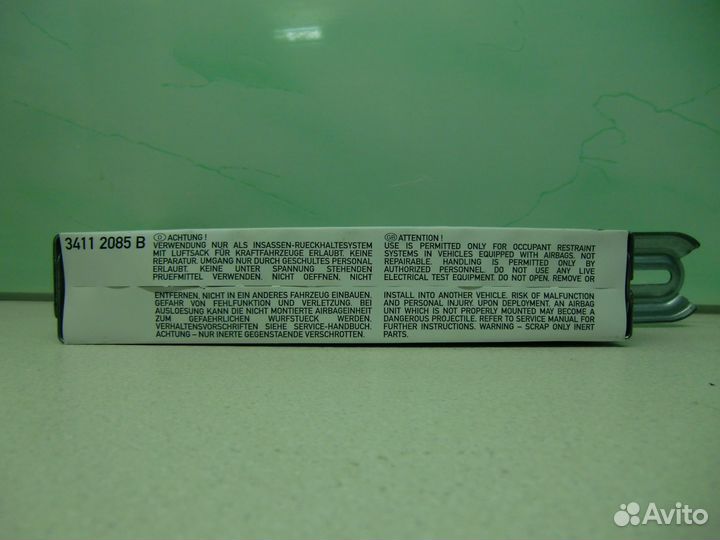 3411 2085 B
D ACHTUNG !
VERWENDUNG NUR ALS INSASSEN-RUECKHALTESYSTEM
MIT LUFTSACK FÜR KRAFTFAHRZEUGE ERLAUBT. KEINE
REPARATUR. UMGANG NUR DURCH GESCHULTES PERSONAL
ERLAUBT. KEINE UNTER SPANNUNG STEHENDEN
PRUEFMITTEL VERWENDEN. NICHT OEFFNEN. NICHT
ENTFERNEN, NICHT IN EIN ANDERES FAHRZEUG EINBAUEN.
GEFAHR VON FEHLFUNKTION UND VERLETZUNG. BEI
AUSLOESUNG KANN DIE NICHT MONTIERTE AIRBAGEINHEIT
ZUM GEFAEHRLICHEN WURFSTUECK WERDEN.
VERHALTENSVORSCHRIFTEN SIEHE SERVICE-HANDBUCH.
ACHTUNG – NUR INERTE GEGENSTAENDE VERSCHROTTEN.
GB ATTENTION !
USE IS PERMITTED ONLY FOR OCCUPANT RESTRAINT
SYSTEMS IN VEHICLES EQUIPPED WITH AIRBAGS. NOT
REPAIRABLE. HANDLING IS PERMITTED ONLY BY
AUTHORIZED PERSONNEL. DO NOT USE ANY LIVE
ELECTRICAL TEST EQUIPMENT. DO NOT OPEN. REMOVE OR
INSTALL INTO ANOTHER VEHICLE. RISK OF MALFUNCTION
AND PERSONAL INJURY. UPON DEPLOYMENT. AN AIRBAG
UNIT WHICH IS NOT PROPERLY MOUNTED MAY BECOME A
DANGEROUS PROJECTILE. REFER TO SERVICE MANUAL FOR
FURTHER INSTRUCTIONS. WARNING – SCRAP ONLY INERT
PARTS.
Avito